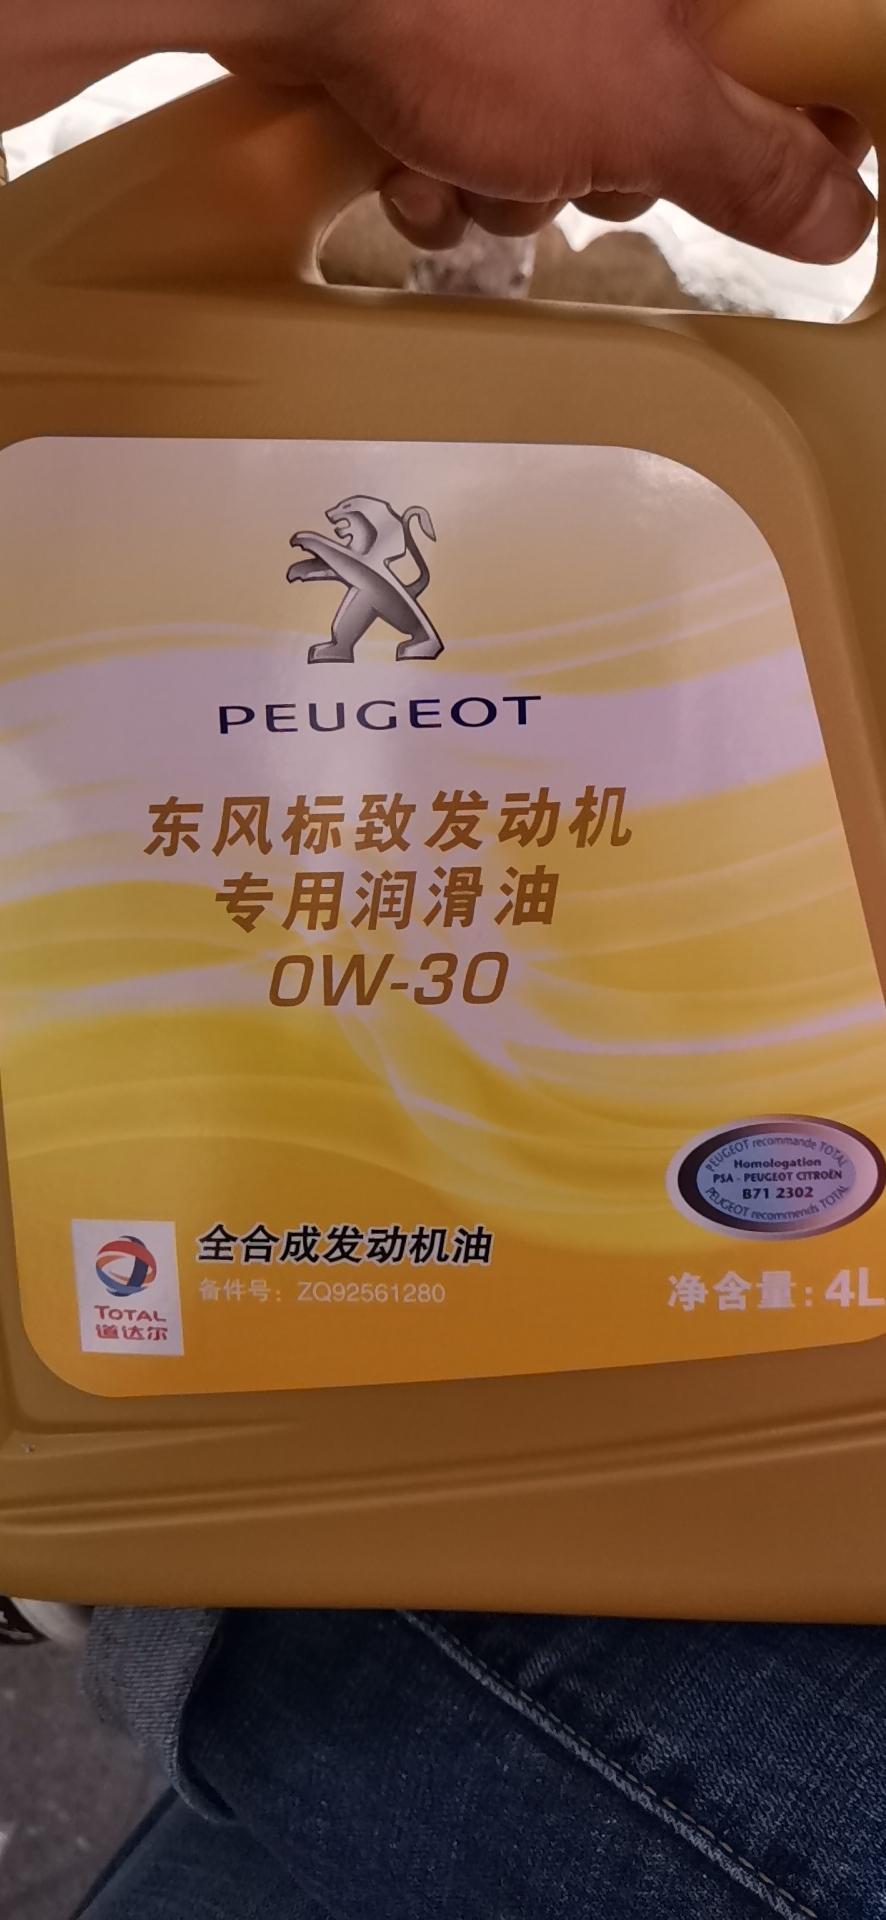 PEUGEOT
东风标致发动机
专用润滑油
0W-30
PEUGEOT recommande TOTAL
Homologation
PSA - PEUGEOT CITROËN
B71 2302
PEUGEOT recommends TOTAL
全合成发动机油
备件号：ZQ92561280
净含量：4L
TOTAL
道达尔